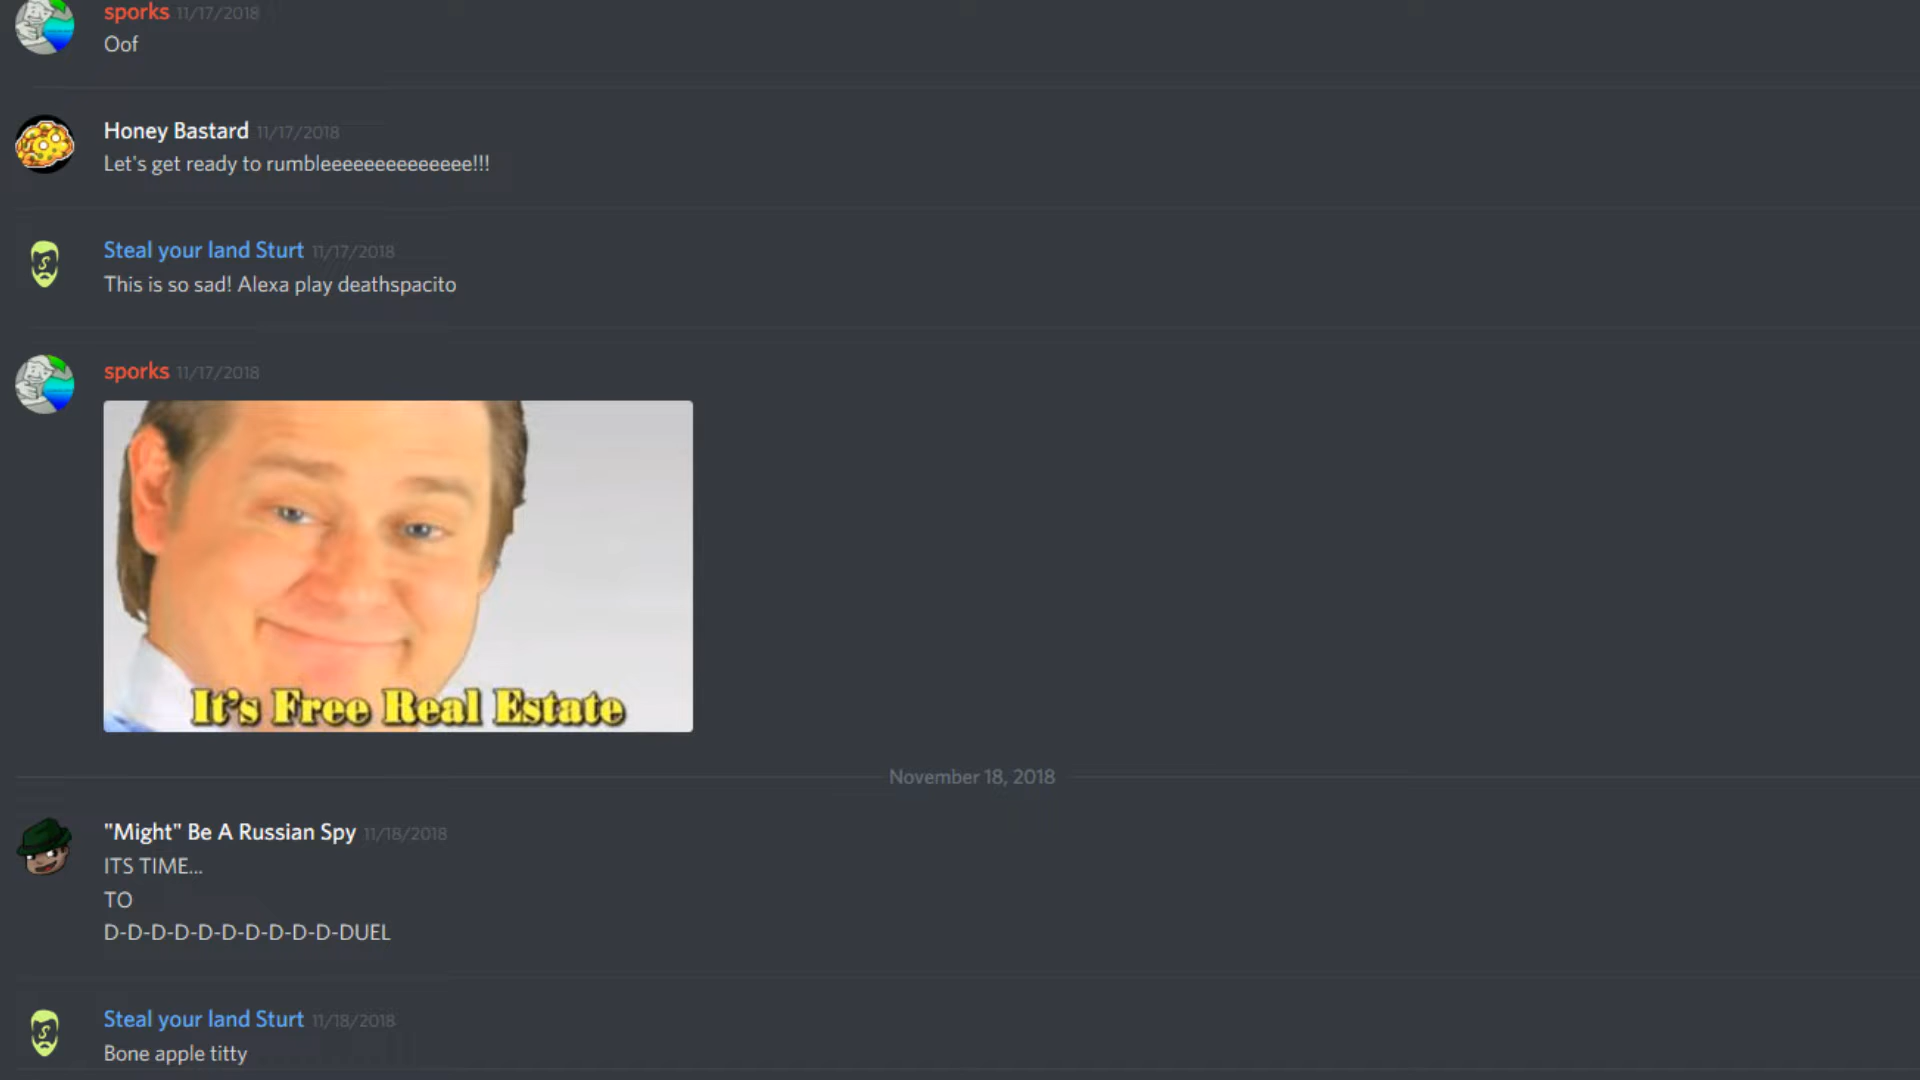 sporks 11/17/2018
Oof
Honey Bastard 11/17/2018
Let's get ready to rumbleeeeeeeeeeeeee!!!
Steal your land Sturt 11/17/2018
This is so sad! Alexa play deathspacito
sporks 11/17/2018
It's Free Real Estate
November 18, 2018
"Might" Be A Russian Spy 11/18/2018
ITS TIME...
TO
D-D-D-D-D-D-D-D-D-D-DUEL
Steal your land Sturt 11/18/2018
Bone apple titty